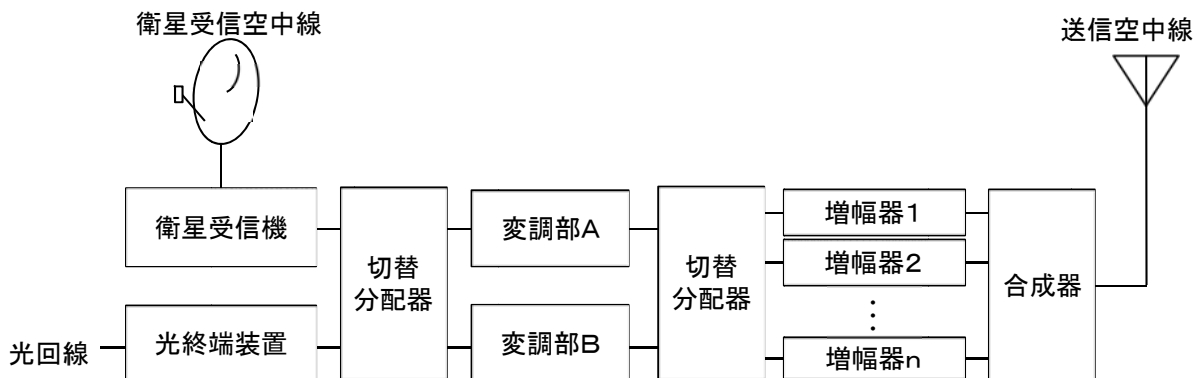 衛星受信空中線
送信空中線
衛星受信機
切替
分配器
変調部A
切替
分配器
増幅器1
増幅器2
⋮
増幅器n
合成器
光回線
光終端装置
変調部B